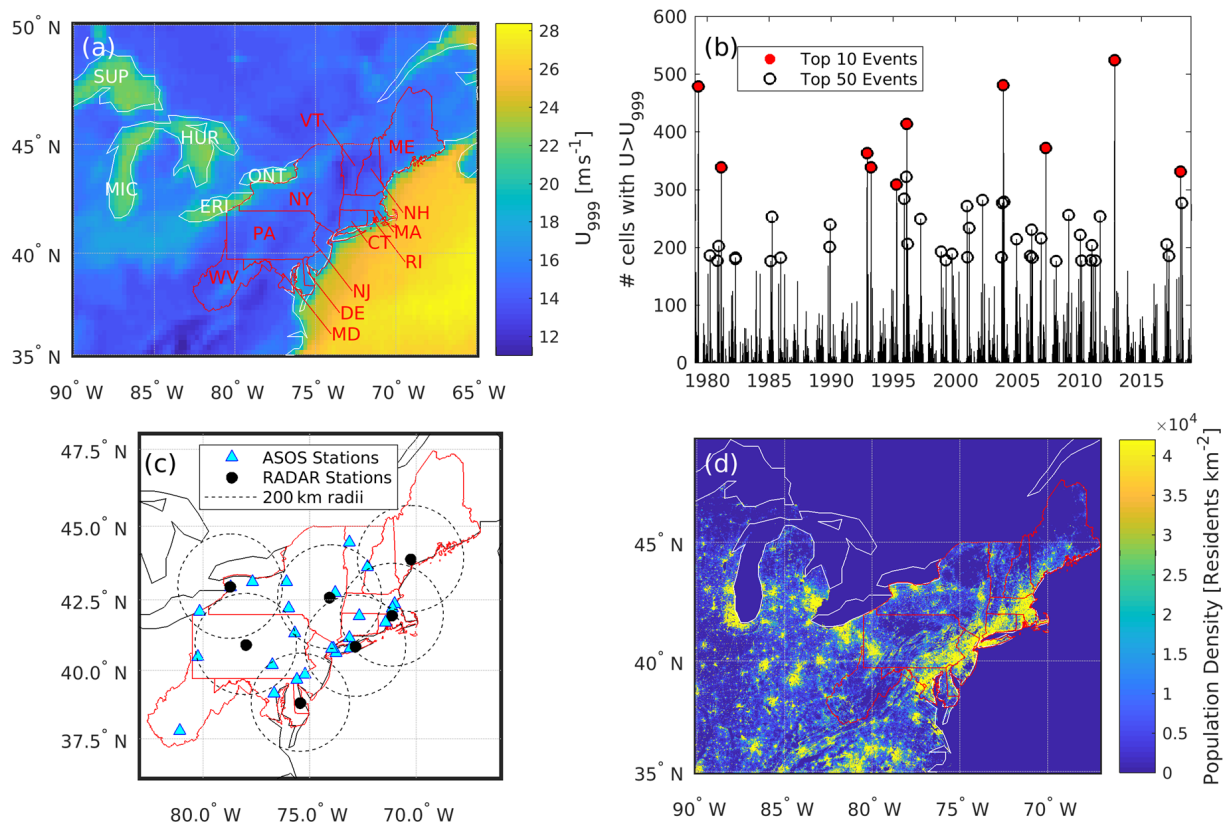 (a)
50° N
45° N
40° N
35° N
90° W
85° W
80° W
75° W
70° W
65° W
SUP
HUR
MIC
ONT
ERI
VT
ME
NY
NH
MA
CT
RI
PA
WV
NJ
DE
MD
28
26
24
22
20
18
16
14
12
U999 [ms-1]
(b)
Top 10 Events
Top 50 Events
600
500
400
300
200
100
0
# cells with U>U999
1980
1985
1990
1995
2000
2005
2010
2015
(c)
ASOS Stations
RADAR Stations
200 km radii
47.5° N
45.0° N
42.5° N
40.0° N
37.5° N
80.0° W
75.0° W
70.0° W
(d)
45° N
40° N
35° N
90° W
85° W
80° W
75° W
70° W
×10^4
4
3.5
3
2.5
2
1.5
1
0.5
0
Population Density [Residents km-2]